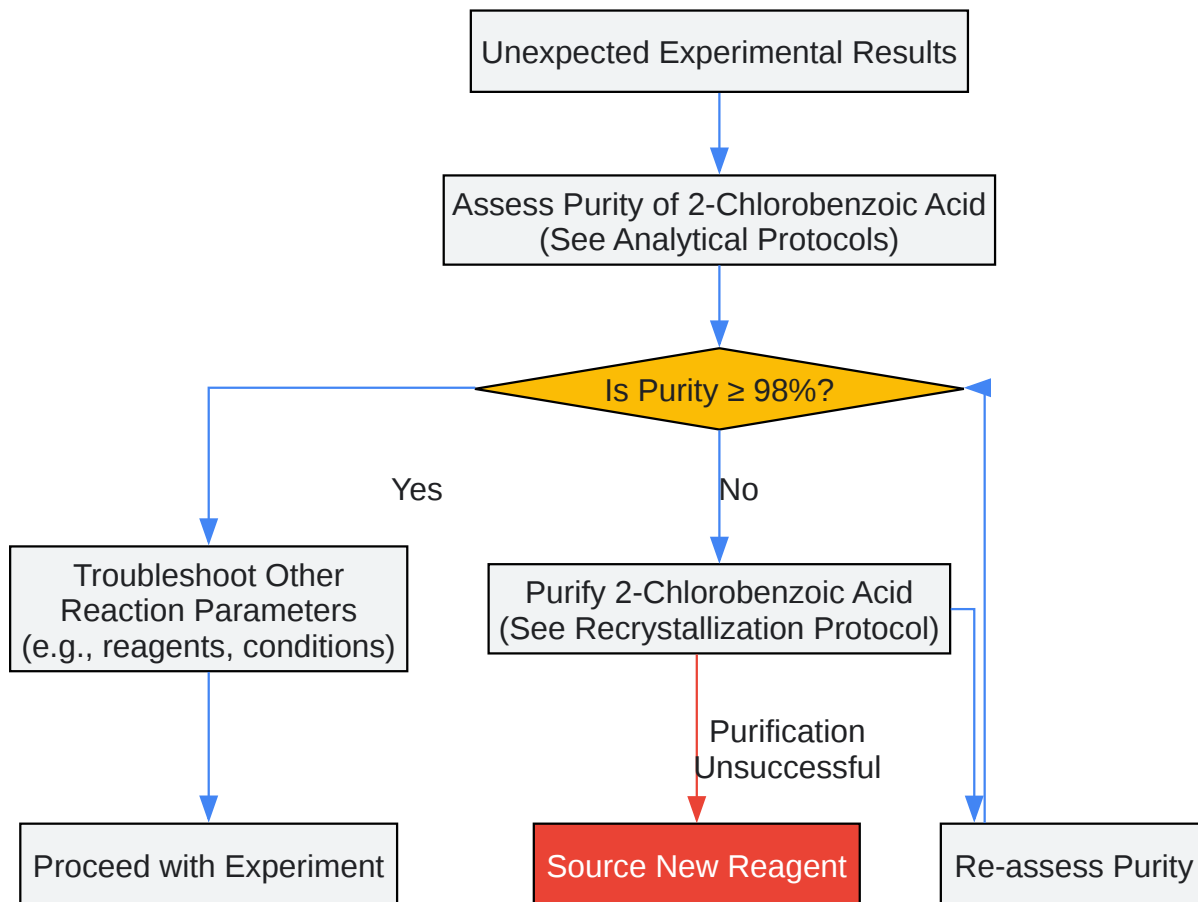 Unexpected Experimental Results
Assess Purity of 2-Chlorobenzoic Acid
(See Analytical Protocols)
Is Purity ≥ 98%?
Yes
No
Troubleshoot Other
Reaction Parameters
(e.g., reagents, conditions)
Purify 2-Chlorobenzoic Acid
(See Recrystallization Protocol)
Purification
Unsuccessful
Proceed with Experiment
Source New Reagent
Re-assess Purity